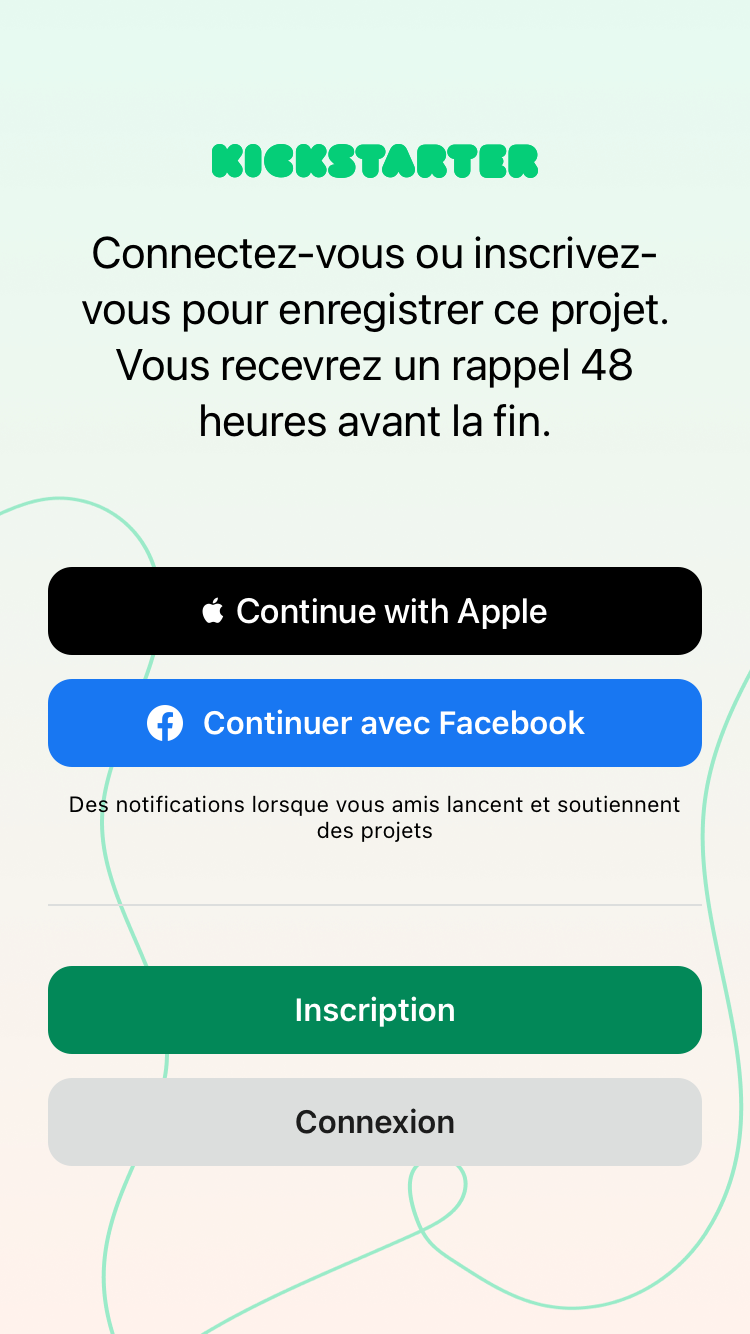 KICKSTARTER
Connectez-vous ou inscrivez-
vous pour enregistrer ce projet.
Vous recevrez un rappel 48
heures avant la fin.
Continue with Apple
Continuer avec Facebook
Des notifications lorsque vous amis lancent et soutiennent
des projets
Inscription
Connexion